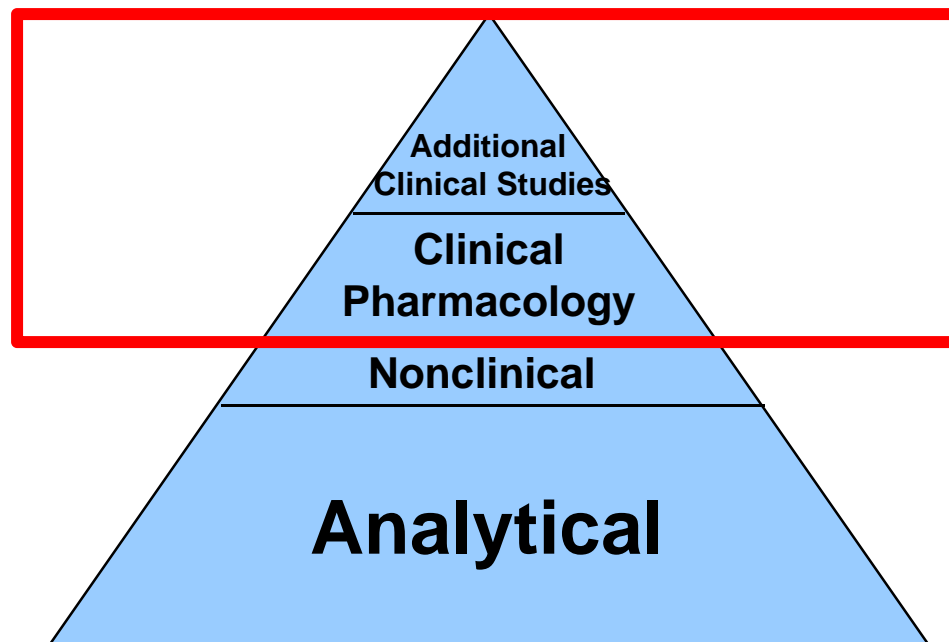 Additional
Clinical Studies
Clinical
Pharmacology
Nonclinical
Analytical